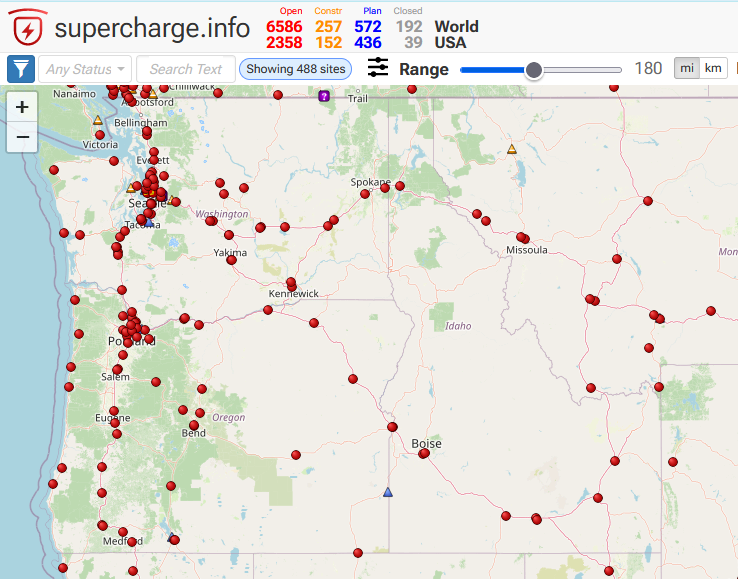 Open Constr Plan Closed
supercharge.info 6586 257 572 192 World
2358 152 436 39 USA
Any Status Search Text Showing 488 sites Range 180 mi km
+
−
Nanaimo
Abbotsford
Chilliwack
?
Trail
Bellingham
Victoria
Everett
Spokane
Seattle
Washington
Tacoma
Yakima
Missoula
Kennewick
Idaho
Portland
Salem
Eugene
Oregon
Bend
Boise
Medford